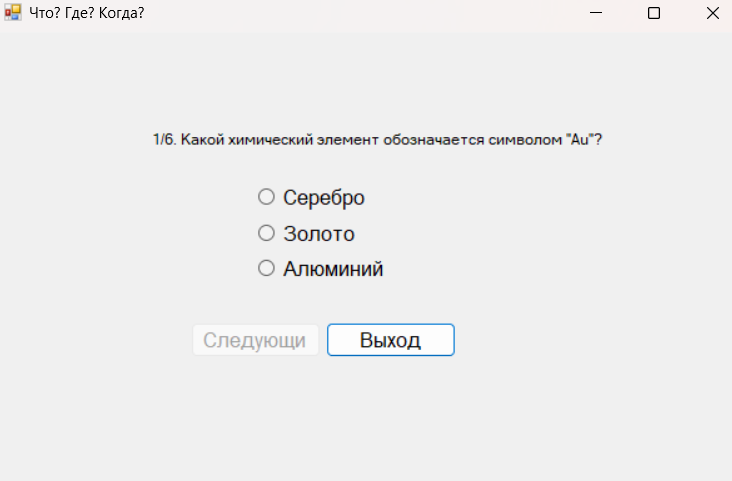 Что? Где? Когда?
1/6. Какой химический элемент обозначается символом "Au"?
Серебро
Золото
Алюминий
Следующи
Выход